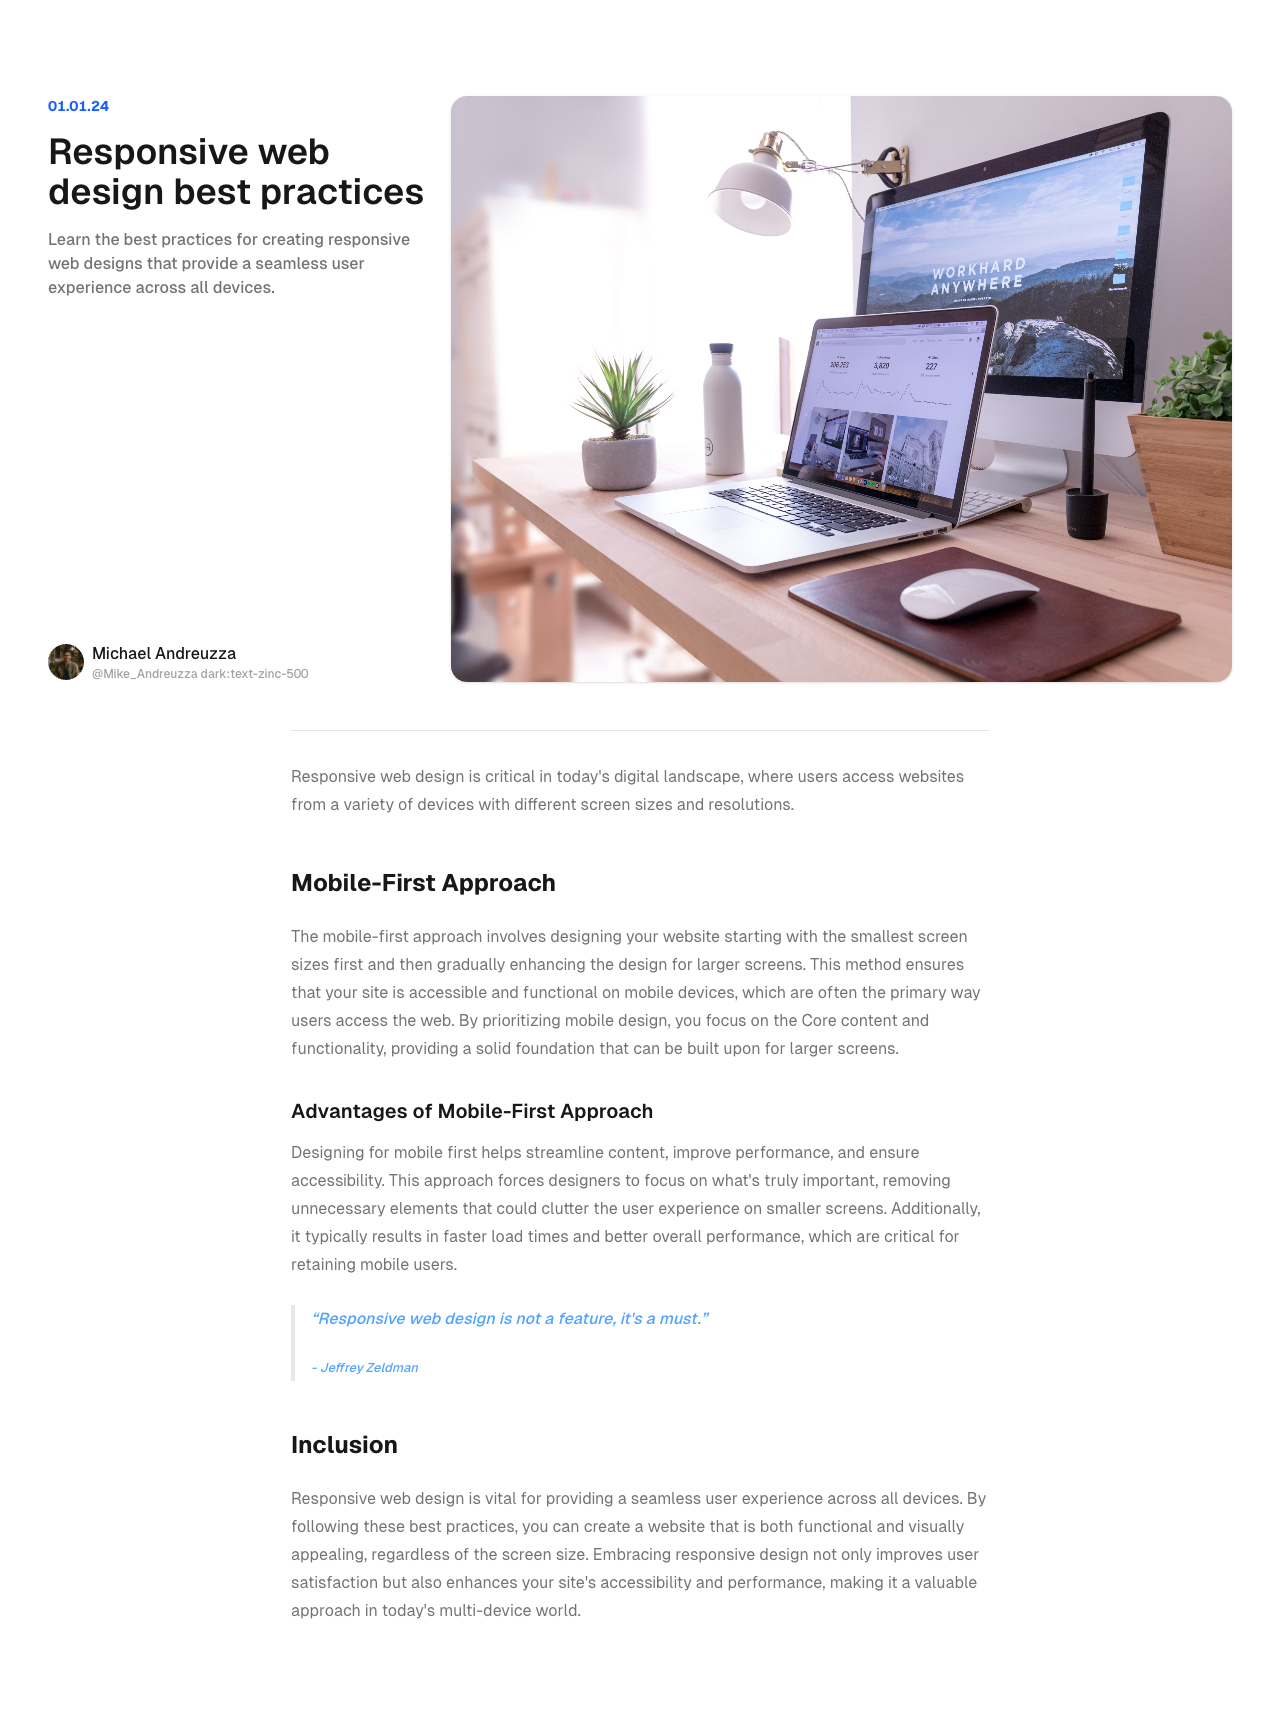 01.01.24
Responsive web
design best practices
Learn the best practices for creating responsive
web designs that provide a seamless user
experience across all devices.
WORKHARD
ANYWHERE
Michael Andreuzza
@Mike_Andreuzza dark:text-zinc-500
Responsive web design is critical in today's digital landscape, where users access websites
from a variety of devices with different screen sizes and resolutions.
Mobile-First Approach
The mobile-first approach involves designing your website starting with the smallest screen
sizes first and then gradually enhancing the design for larger screens. This method ensures
that your site is accessible and functional on mobile devices, which are often the primary way
users access the web. By prioritizing mobile design, you focus on the Core content and
functionality, providing a solid foundation that can be built upon for larger screens.
Advantages of Mobile-First Approach
Designing for mobile first helps streamline content, improve performance, and ensure
accessibility. This approach forces designers to focus on what's truly important, removing
unnecessary elements that could clutter the user experience on smaller screens. Additionally,
it typically results in faster load times and better overall performance, which are critical for
retaining mobile users.
“Responsive web design is not a feature, it's a must.”
- Jeffrey Zeldman
Inclusion
Responsive web design is vital for providing a seamless user experience across all devices. By
following these best practices, you can create a website that is both functional and visually
appealing, regardless of the screen size. Embracing responsive design not only improves user
satisfaction but also enhances your site's accessibility and performance, making it a valuable
approach in today's multi-device world.